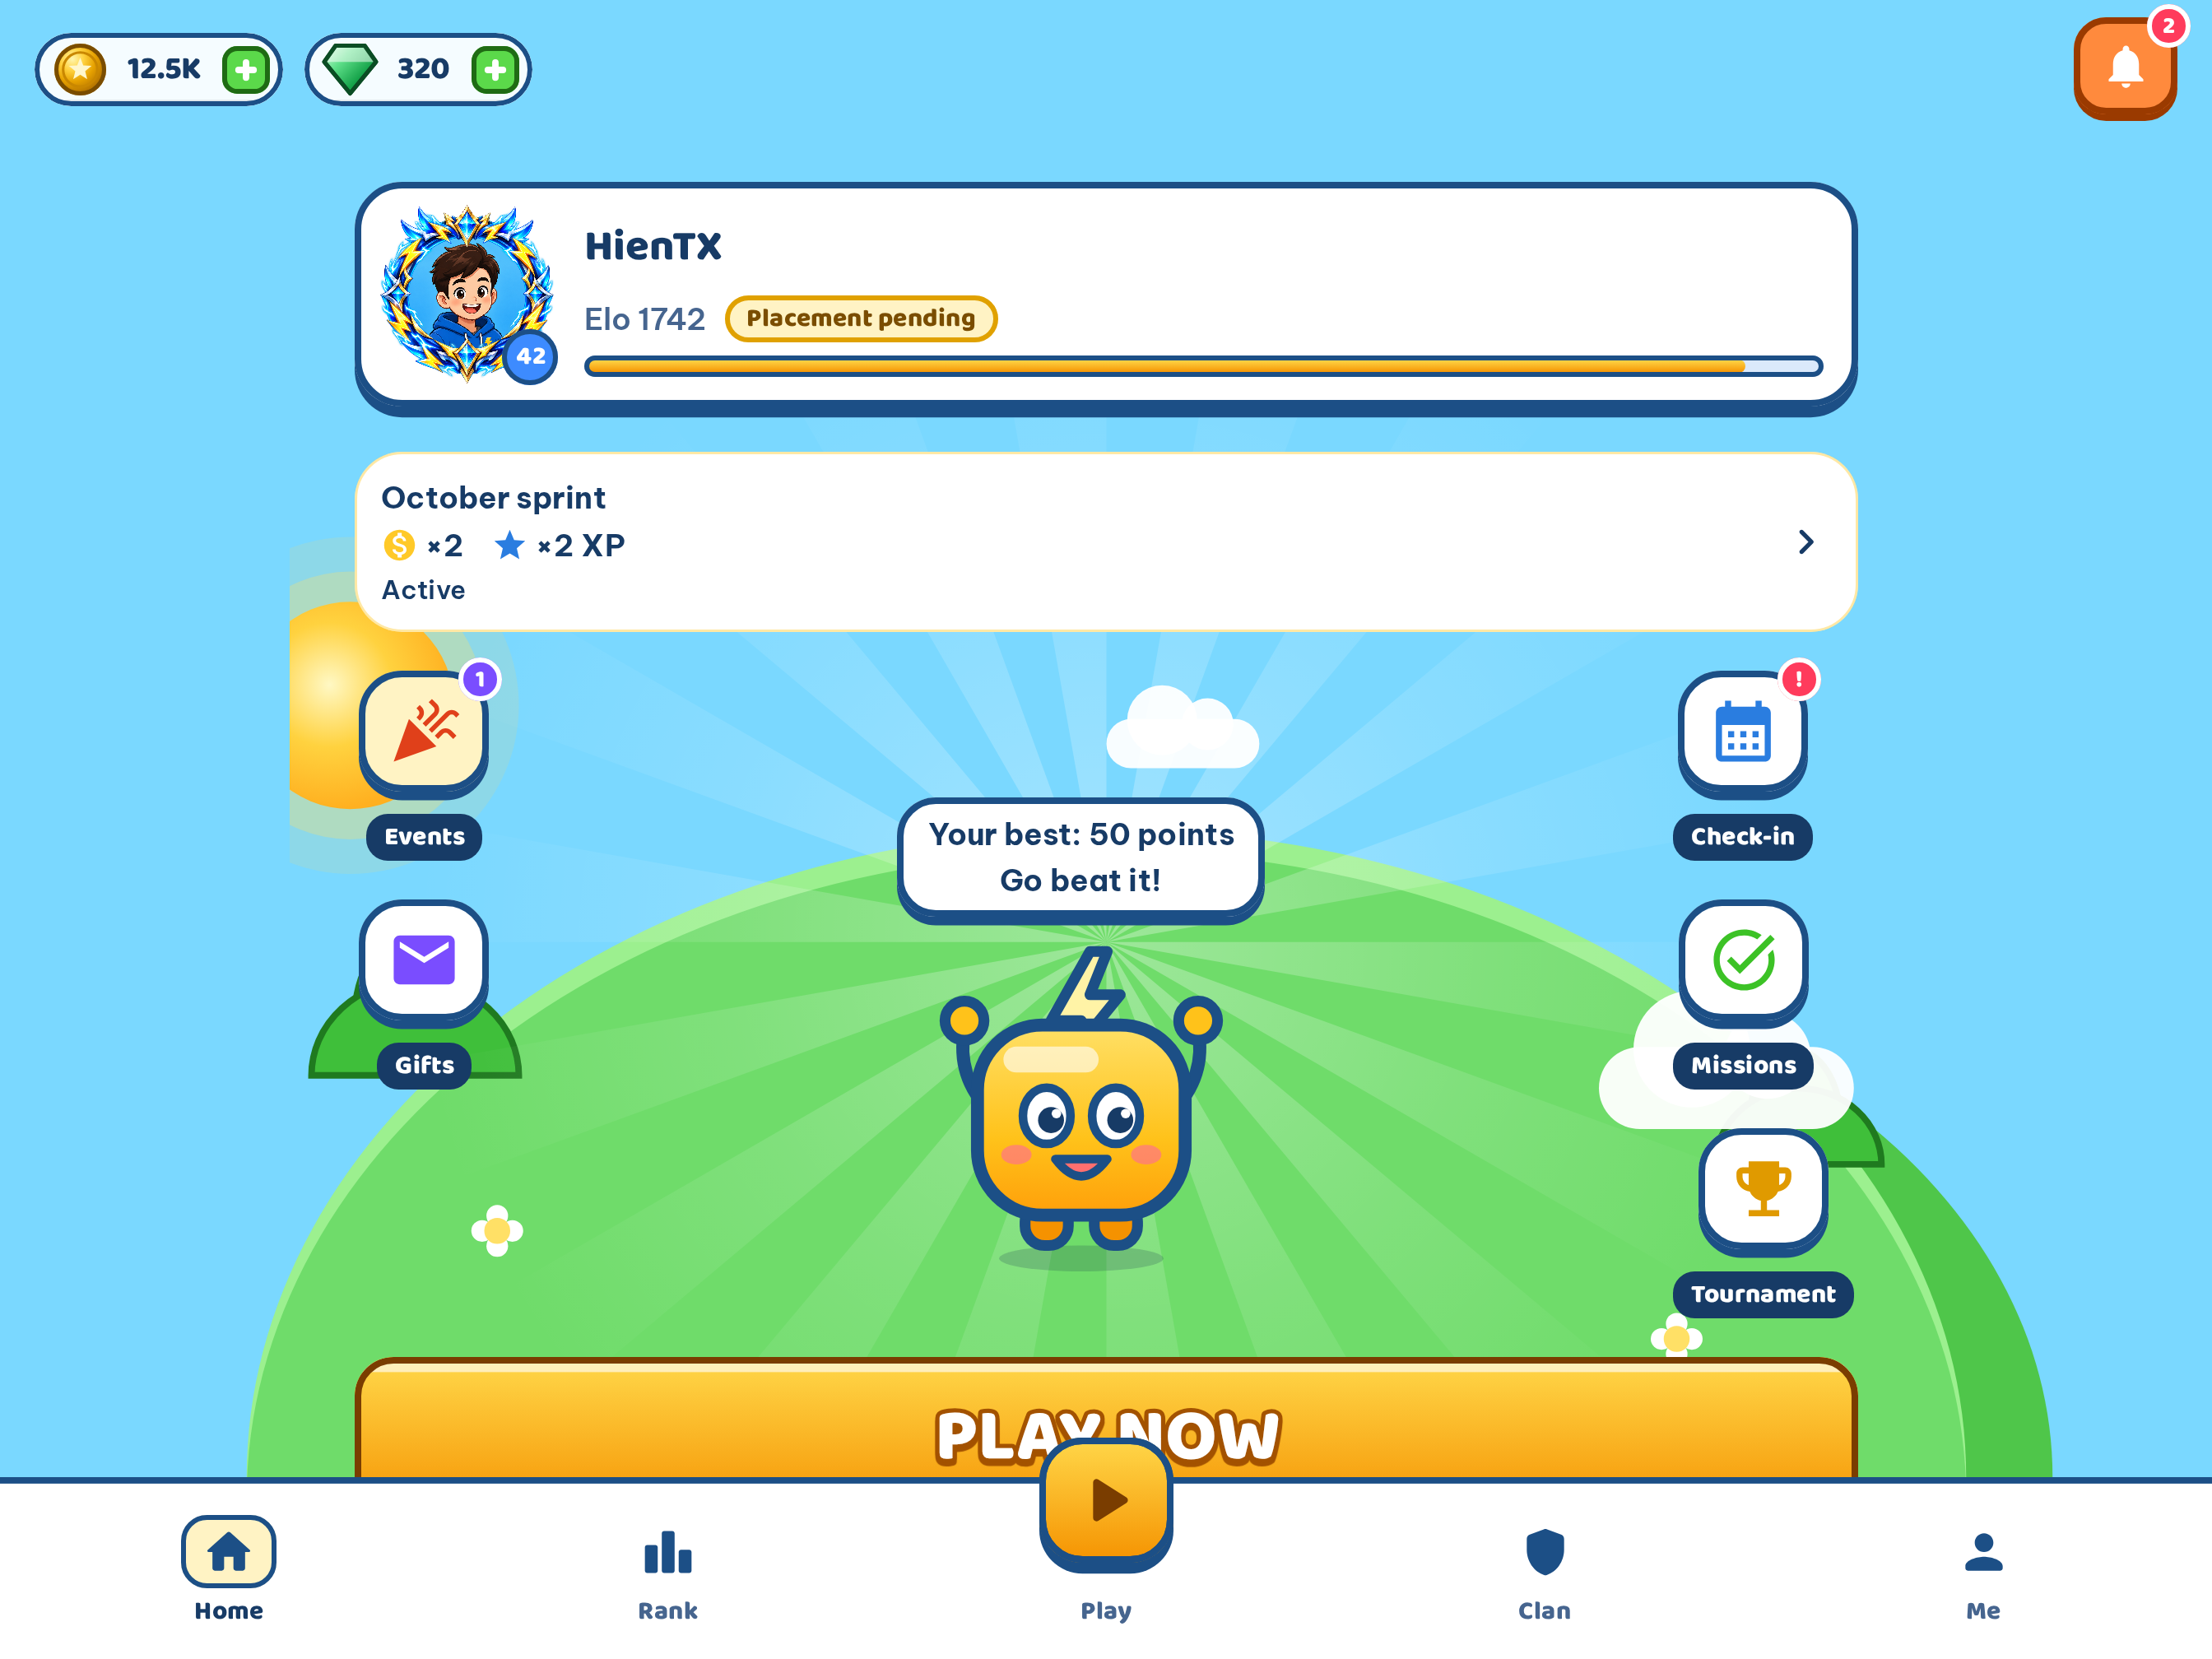 12.5K
320
2
HienTX
Elo 1742 Placement pending
42
October sprint
×2 ×2 XP
Active
1
!
Events
Check-in
Your best: 50 points
Go beat it!
Gifts
Missions
Tournament
PLAY NOW
Home
Rank
Play
Clan
Me